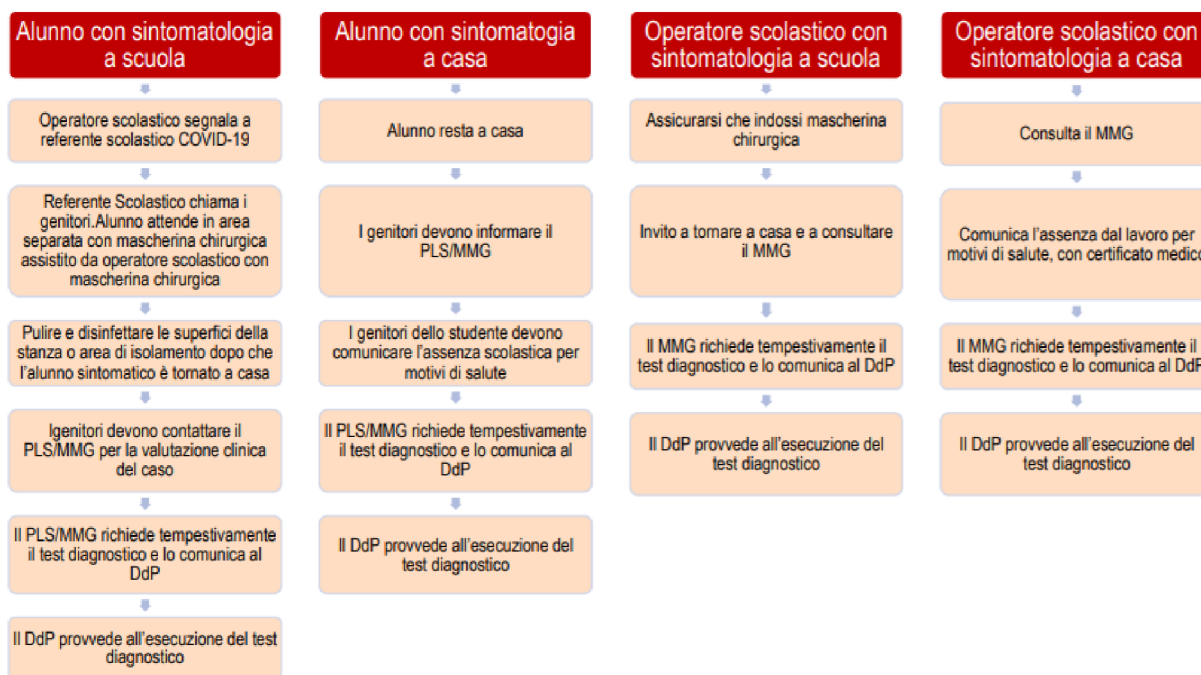 Alunno con sintomatologia
a scuola
Operatore scolastico segnala a
referente scolastico COVID-19
Referente Scolastico chiama i
genitori.Alunno attende in area
separata con mascherina chirurgica
assistito da operatore scolastico con
mascherina chirurgica
Pulire e disinfettare le superfici della
stanza o area di isolamento dopo che
l'alunno sintomatico è tornato a casa
Igenitori devono contattare il
PLS/MMG per la valutazione clinica
del caso
Il PLS/MMG richiede tempestivamente
il test diagnostico e lo comunica al
DdP
Il DdP provvede all'esecuzione del test
diagnostico
Alunno con sintomatogia
a casa
Alunno resta a casa
I genitori devono informare il
PLS/MMG
I genitori dello studente devono
comunicare l'assenza scolastica per
motivi di salute
Il PLS/MMG richiede tempestivamente
il test diagnostico e lo comunica al
DdP
Il DdP provvede all'esecuzione del
test diagnostico
Operatore scolastico con
sintomatologia a scuola
Assicurarsi che indossi mascherina
chirurgica
Invito a tornare a casa e a consultare
il MMG
Il MMG richiede tempestivamente il
test diagnostico e lo comunica al DdP
Il DdP provvede all'esecuzione del
test diagnostico
Operatore scolastico con
sintomatologia a casa
Consulta il MMG
Comunica l'assenza dal lavoro per
motivi di salute, con certificato medico
Il MMG richiede tempestivamente il
test diagnostico e lo comunica al DdP
Il DdP provvede all'esecuzione del
test diagnostico